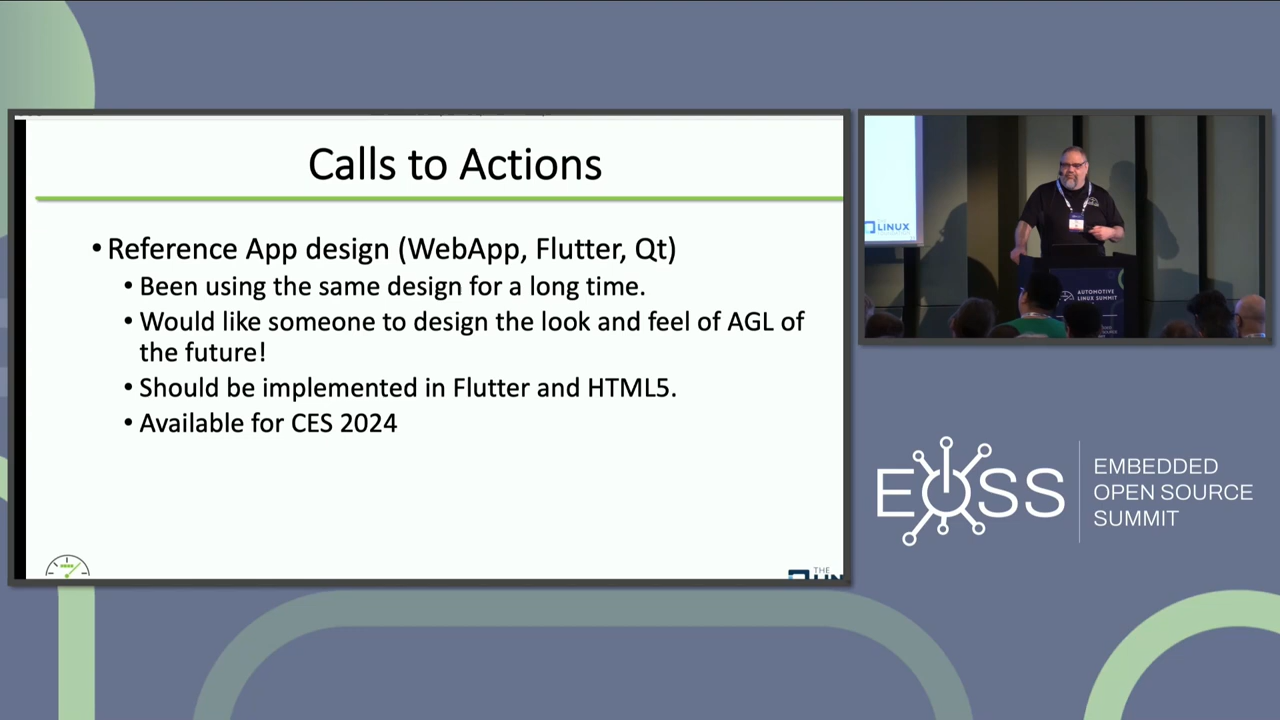 Calls to Actions
• Reference App design (WebApp, Flutter, Qt)
• Been using the same design for a long time.
• Would like someone to design the look and feel of AGL of
the future!
• Should be implemented in Flutter and HTML5.
• Available for CES 2024
THE
LINUX
AUTOMOTIVE
LINUX SUMMIT
EOSS
EMBEDDED
OPEN SOURCE
SUMMIT